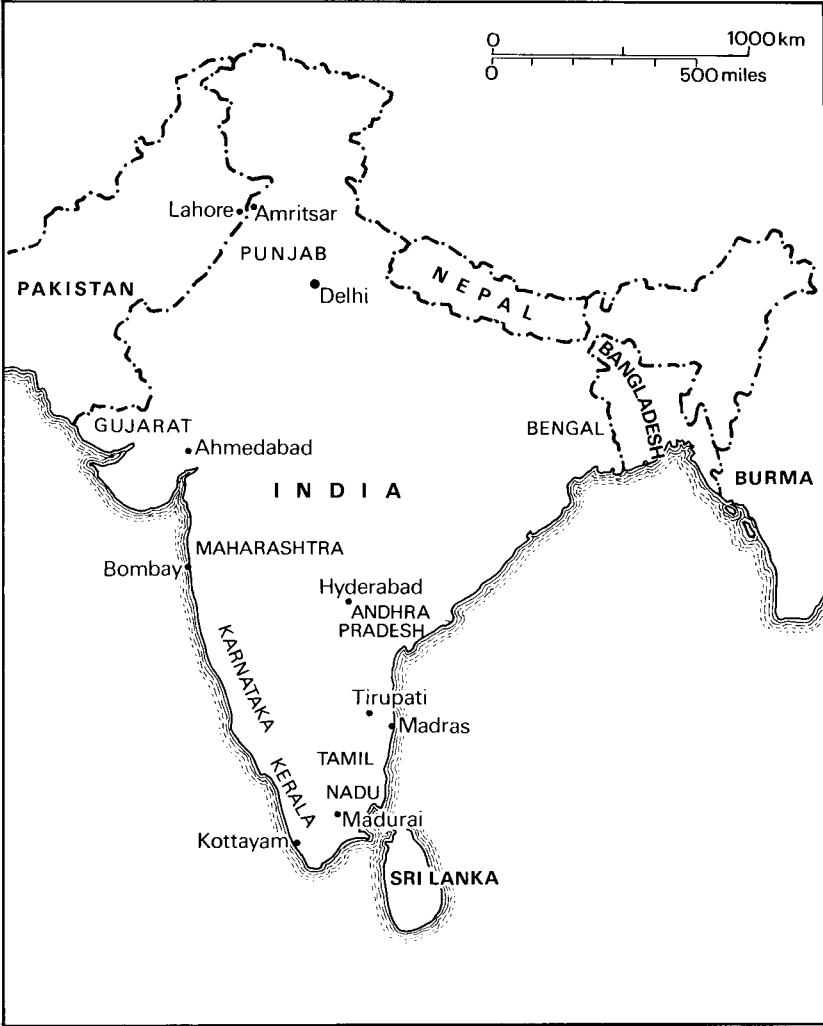 0 1000 km
0 500 miles
Lahore Amritsar
PUNJAB
PAKISTAN
Delhi
NEPAL
BANGLADESH
GUJARAT
BENGAL
Ahmedabad
BURMA
INDIA
MAHARASHTRA
Bombay
Hyderabad
ANDHRA
PRADESH
KARNATAKA
Tirupati
Madras
TAMIL
NADU
KERALA
Madurai
Kottayam
SRI LANKA